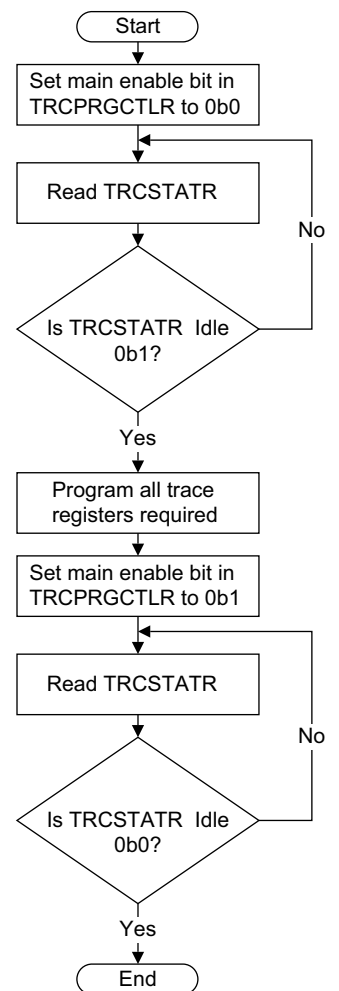 Start
Set main enable bit in
TRCPRGCTLR to 0b0
Read TRCSTATR
No
Is TRCSTATR Idle
0b1?
Yes
Program all trace
registers required
Set main enable bit in
TRCPRGCTLR to 0b1
Read TRCSTATR
No
Is TRCSTATR Idle
0b0?
Yes
End